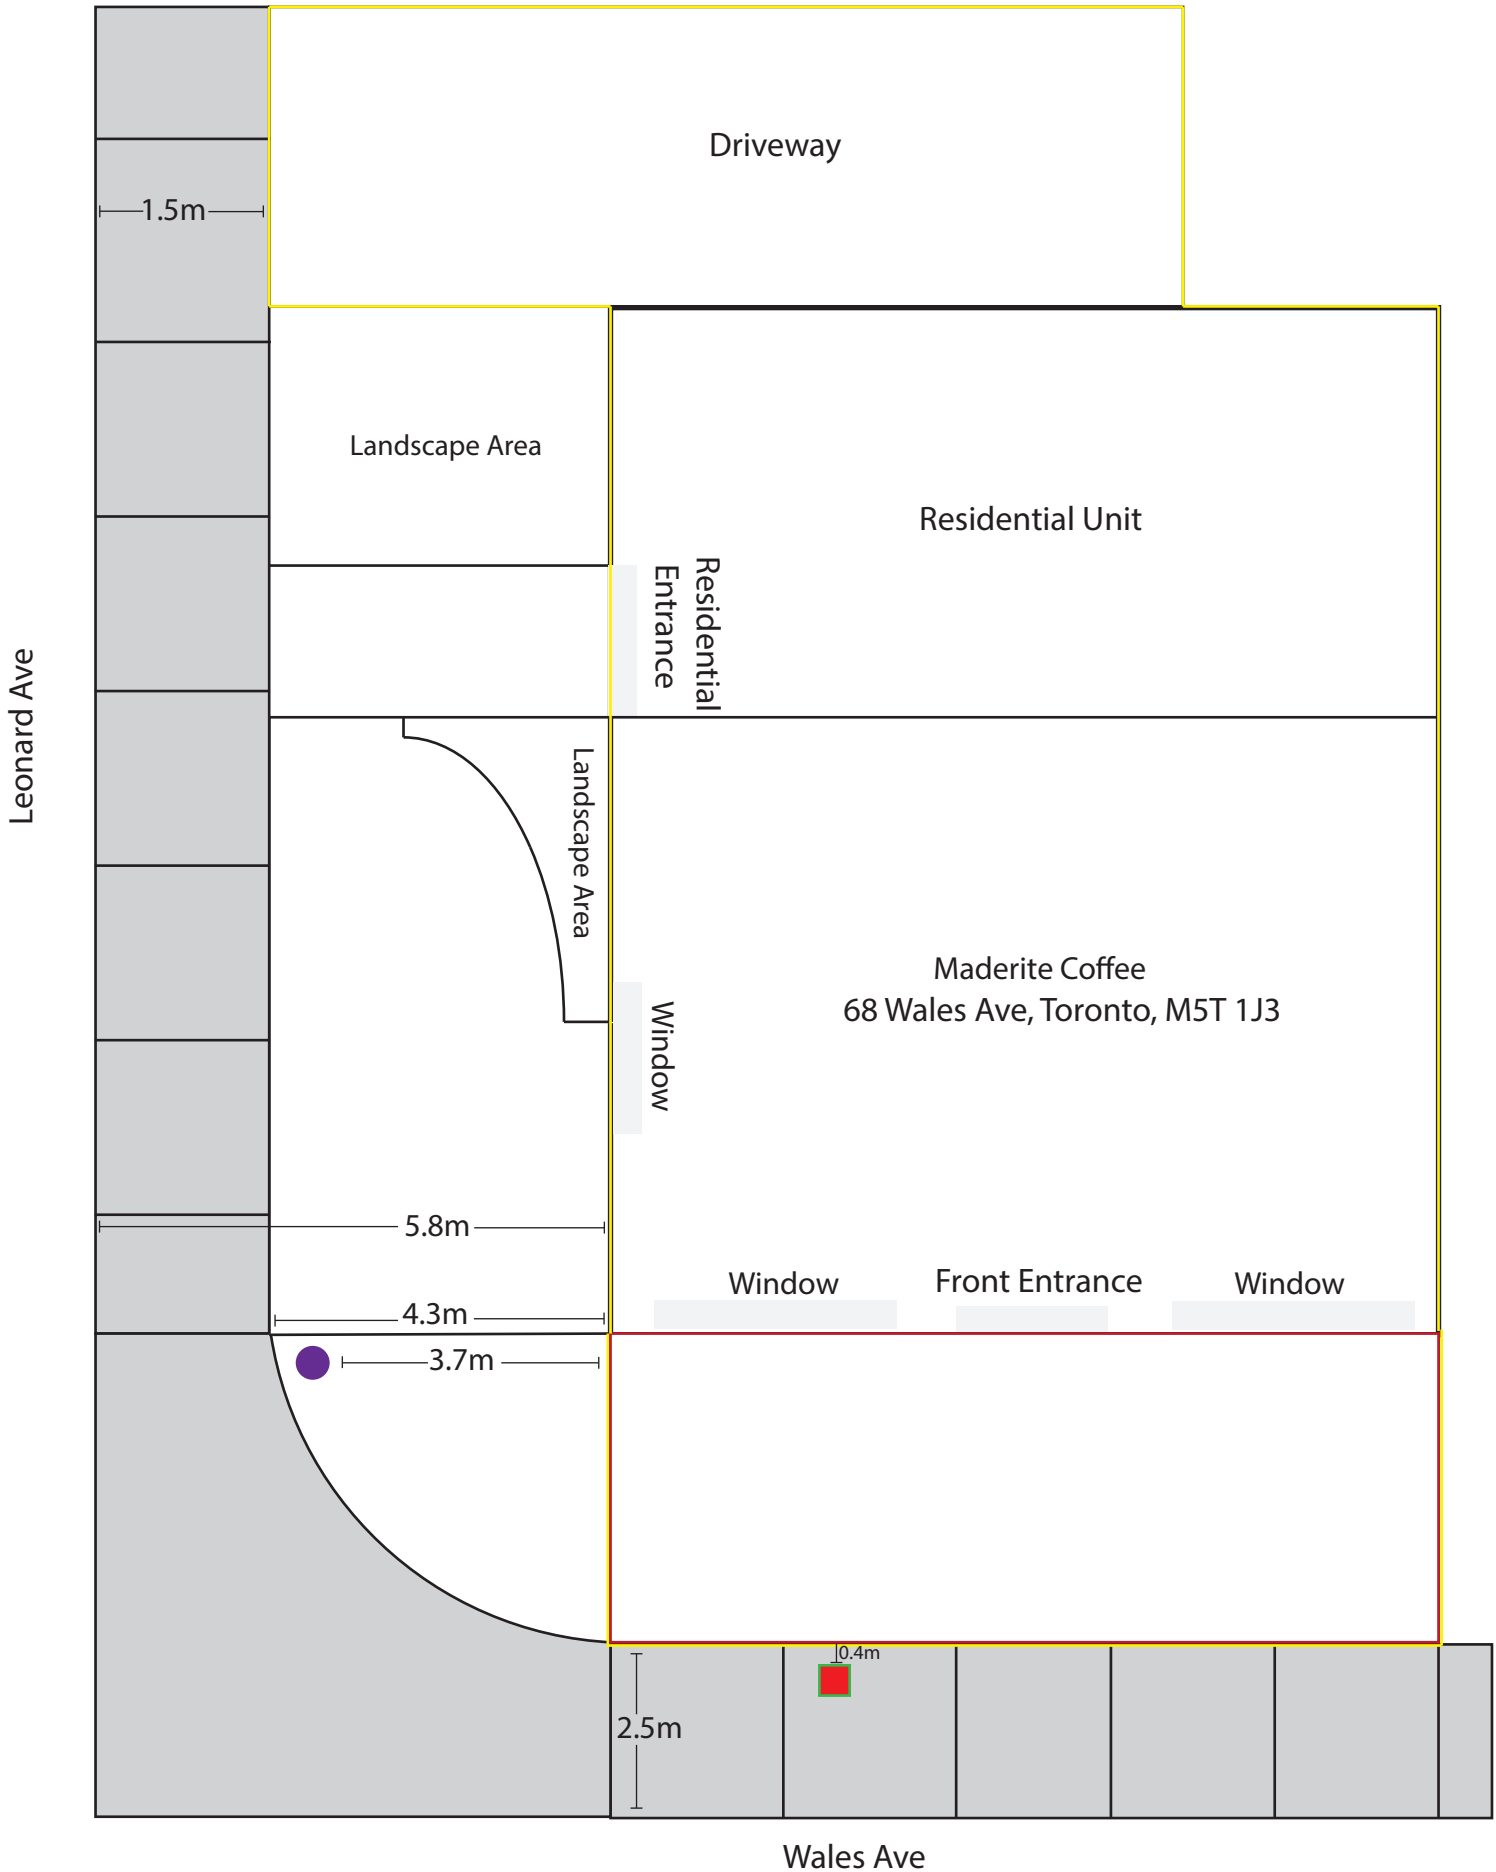 Driveway
1.5m
Landscape Area
Residential Unit
Residential
Entrance
Leonard Ave
Landscape Area
Maderite Coffee
68 Wales Ave, Toronto, M5T 1J3
Window
5.8m
Window
Front Entrance
Window
4.3m
3.7m
0.4m
2.5m
Wales Ave